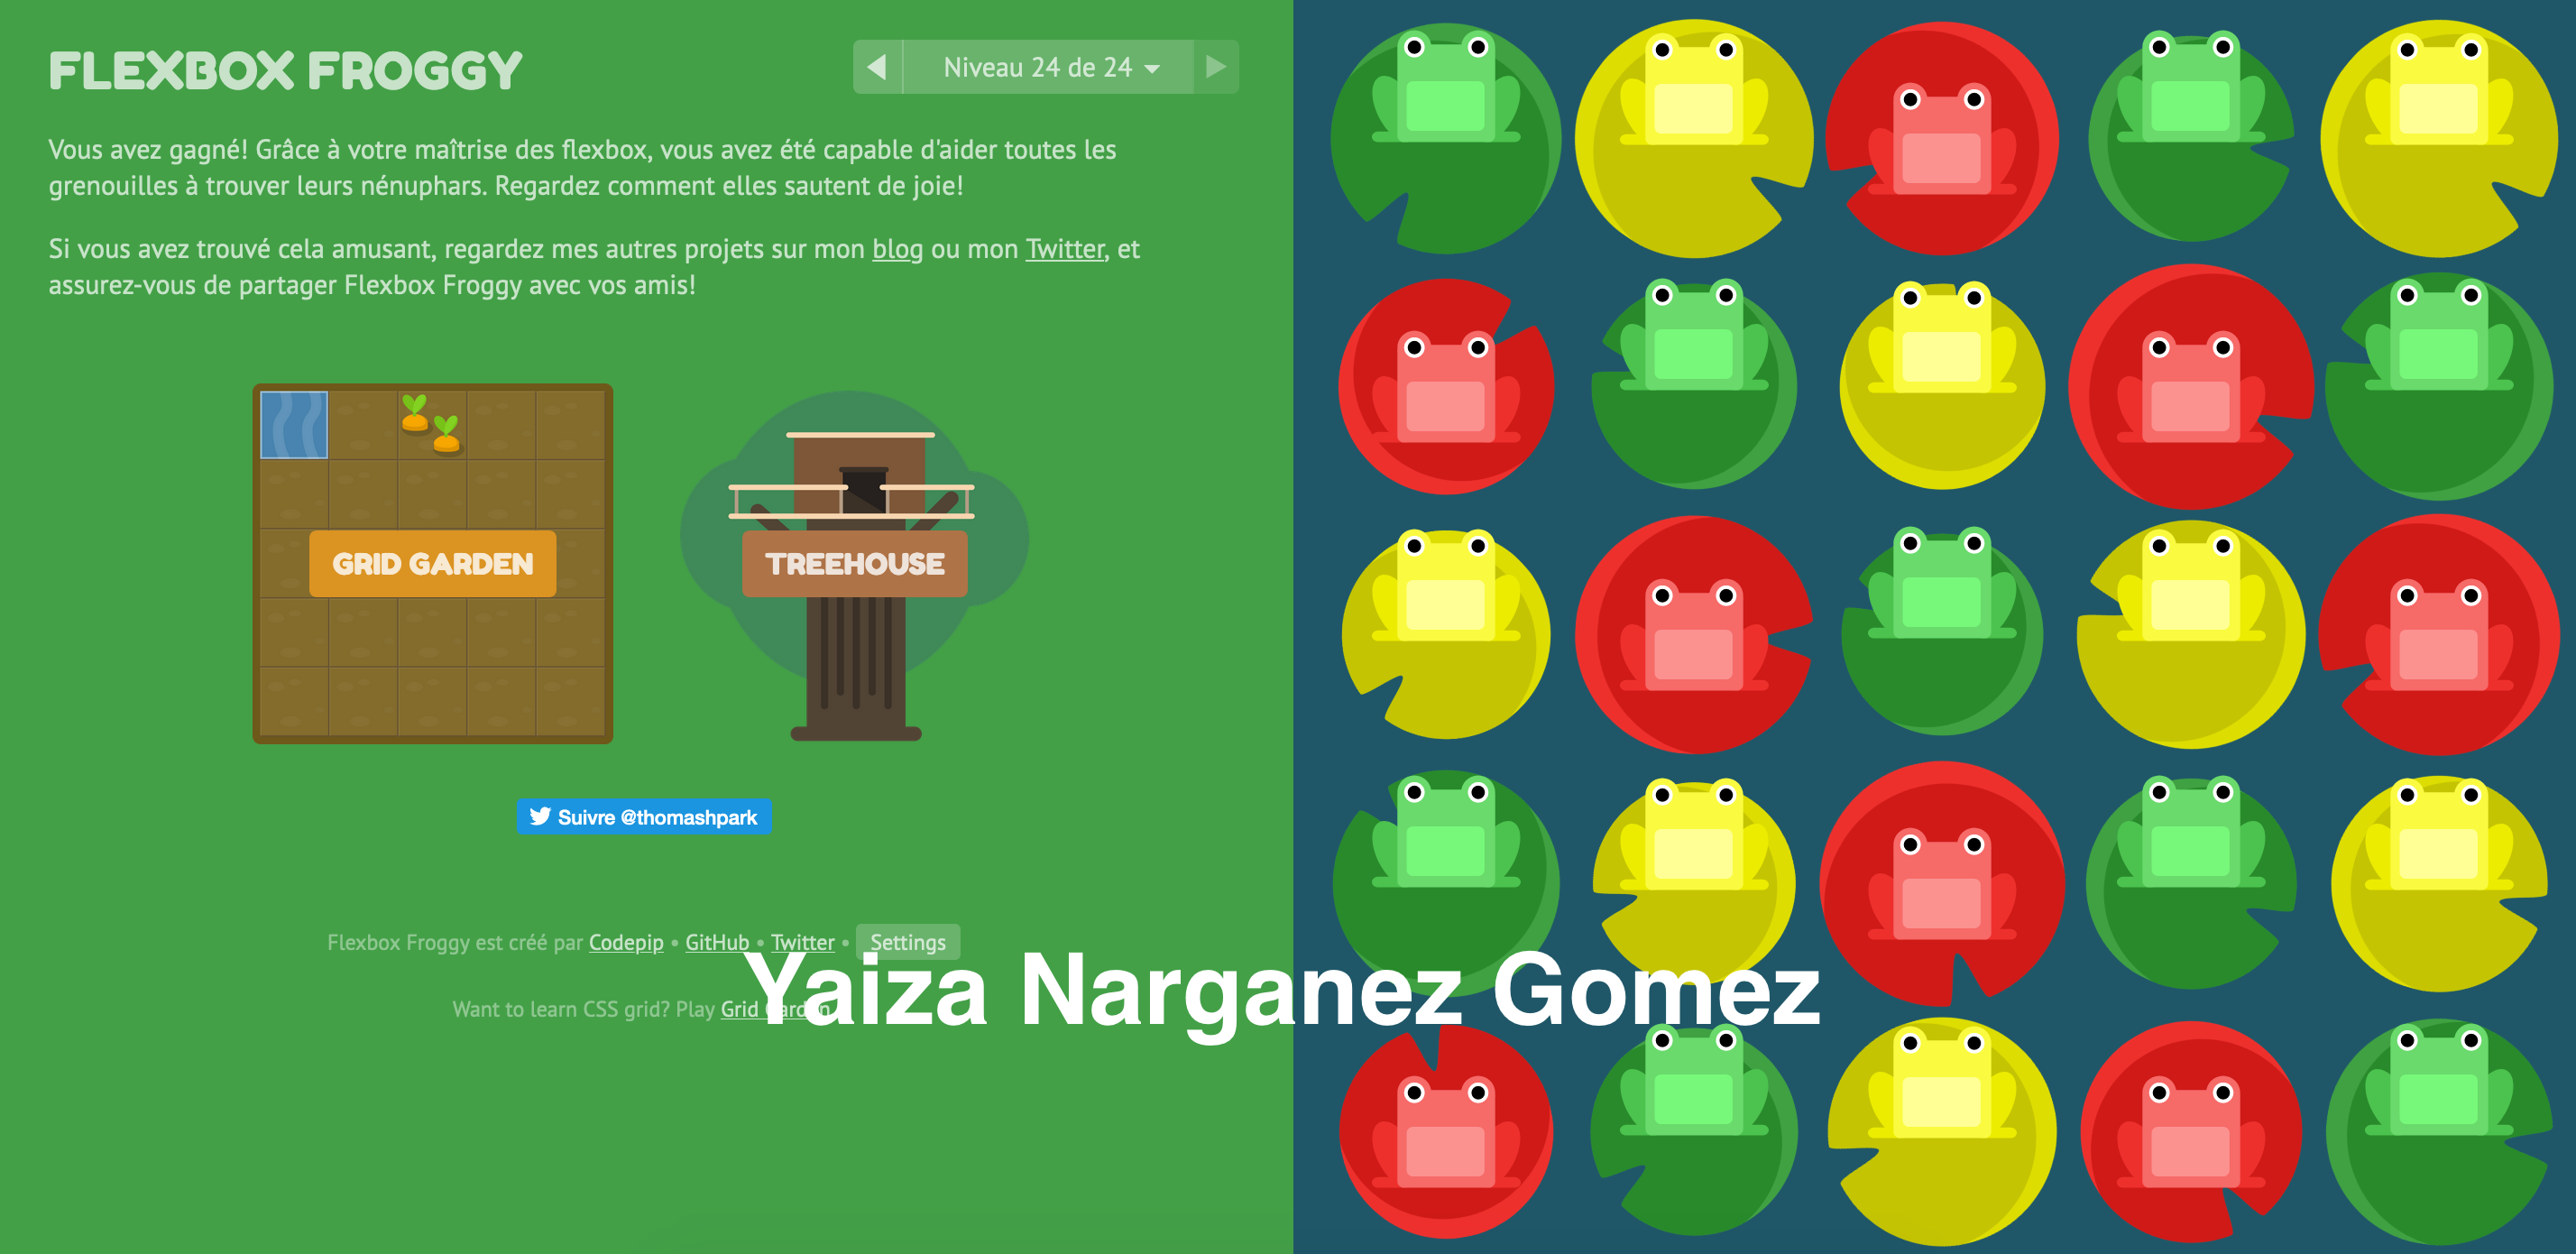 FLEXBOX FROGGY
Niveau 24 de 24
Vous avez gagné! Grâce à votre maîtrise des flexbox, vous avez été capable d'aider toutes les
grenouilles à trouver leurs nénuphars. Regardez comment elles sautent de joie!
Si vous avez trouvé cela amusant, regardez mes autres projets sur mon blog ou mon Twitter, et
assurez-vous de partager Flexbox Froggy avec vos amis!
GRID GARDEN
TREEHOUSE
Suivre @thomashpark
Flexbox Froggy est créé par Codepip • GitHub • Twitter • Settings
Yaiza Narganez Gomez
Want to learn CSS grid? Play Grid Garden